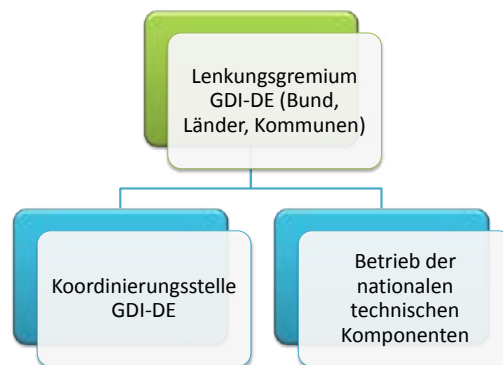 Lenkungsgremium
GDI-DE (Bund,
Länder, Kommunen)
Koordinierungsstelle
GDI-DE
Betrieb der
nationalen
technischen
Komponenten